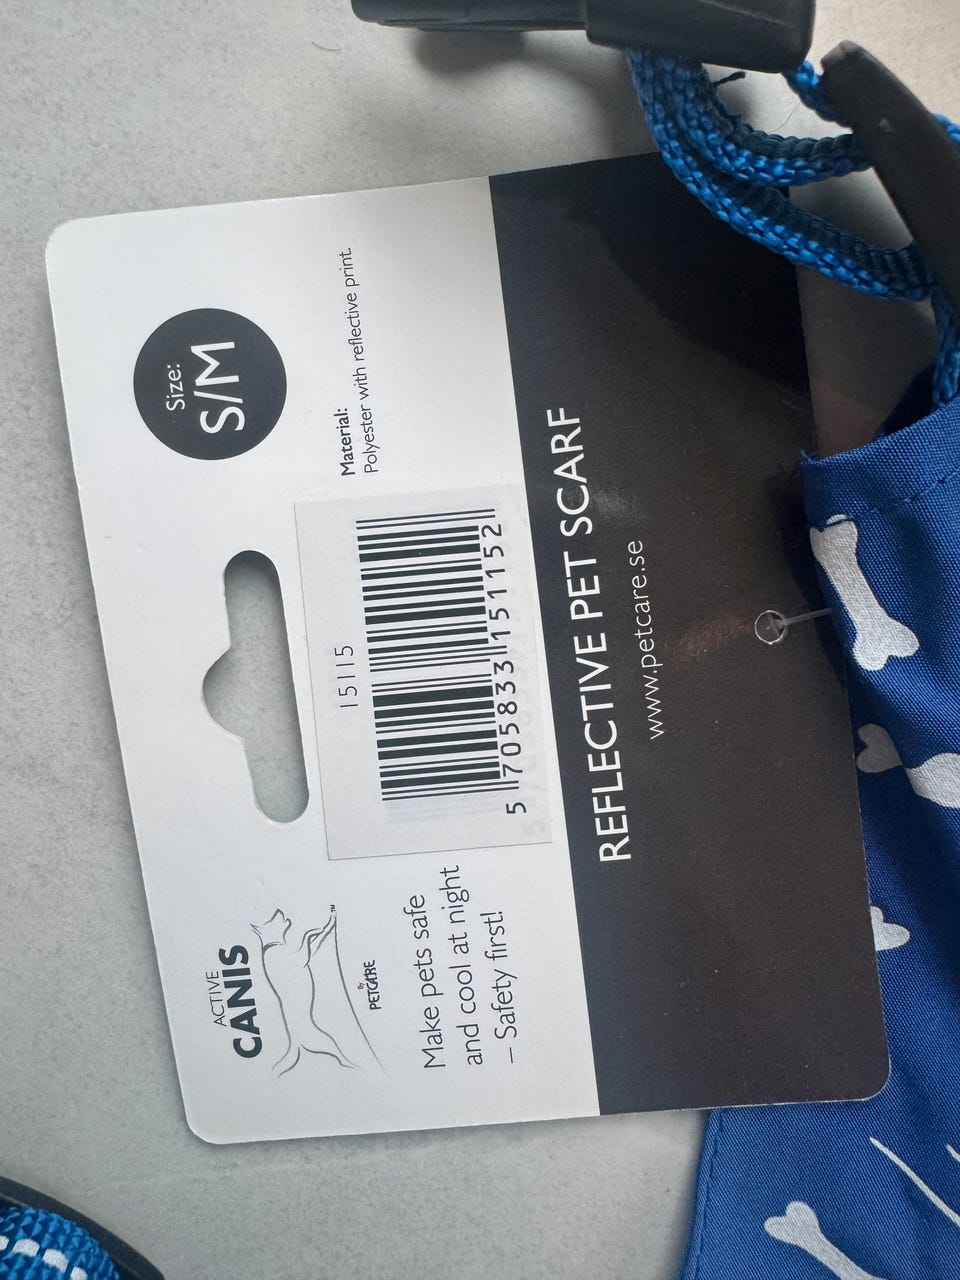 ACTIVE
CANIS
™
By
PETCARE
Make pets safe
and cool at night
– Safety first!
15115
5 705833 151152
Size:
S/M
Material:
Polyester with reflective print.
REFLECTIVE PET SCARF
www.petcare.se